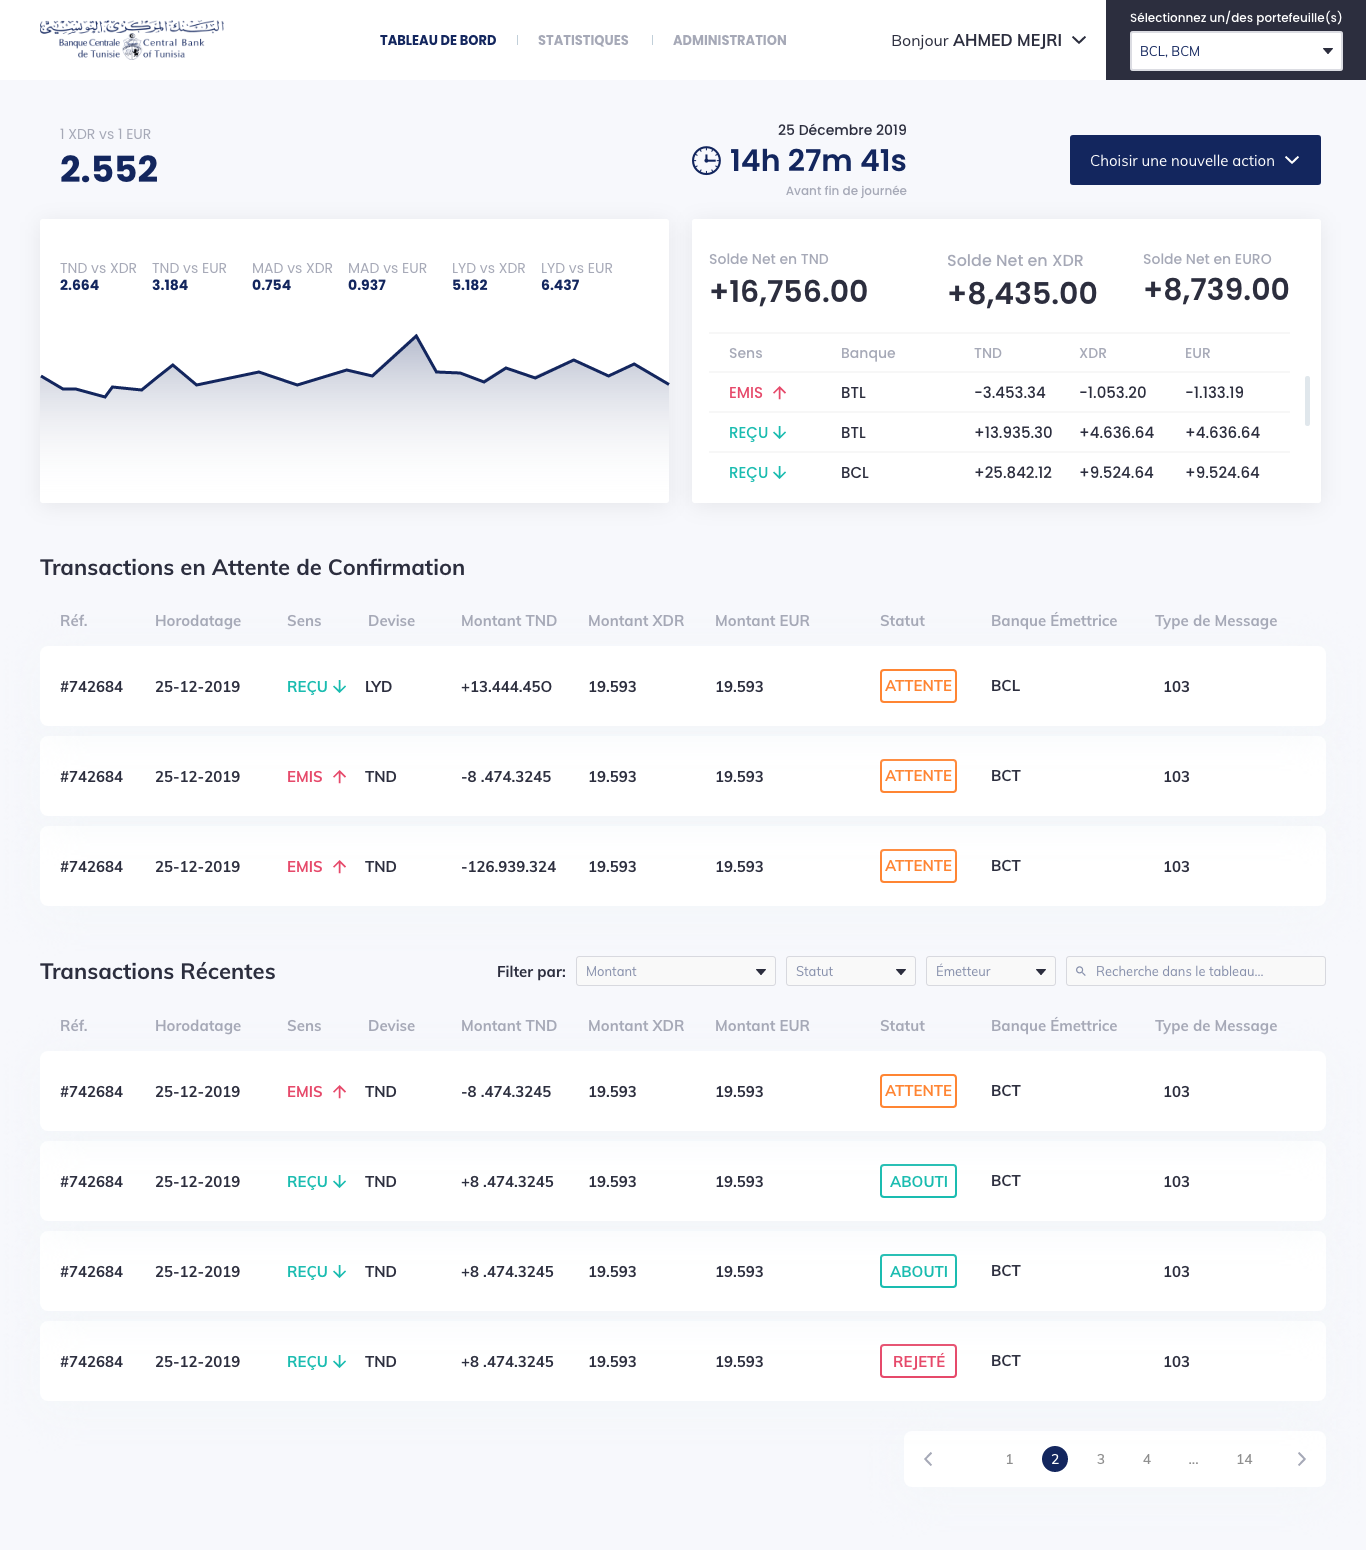 البنك المركزي التونسي
Banque Centrale Central Bank
de Tunisie of Tunisia
TABLEAU DE BORD
STATISTIQUES
ADMINISTRATION
Bonjour AHMED MEJRI
Sélectionnez un/des portefeuille(s)
BCL, BCM
1 XDR vs 1 EUR
2.552
25 Décembre 2019
14h 27m 41s
Avant fin de journée
Choisir une nouvelle action
TND vs XDR TND vs EUR MAD vs XDR MAD vs EUR LYD vs XDR LYD vs EUR
2.664 3.184 0.754 0.937 5.182 6.437
Solde Net en TND Solde Net en XDR Solde Net en EURO
+16,756.00 +8,435.00 +8,739.00
Sens Banque TND XDR EUR
EMIS BTL -3.453.34 -1.053.20 -1.133.19
REÇU BTL +13.935.30 +4.636.64 +4.636.64
REÇU BCL +25.842.12 +9.524.64 +9.524.64
Transactions en Attente de Confirmation
Réf. Horodatage Sens Devise Montant TND Montant XDR Montant EUR Statut Banque Émettrice Type de Message
#742684 25-12-2019 REÇU LYD +13.444.45O 19.593 19.593 ATTENTE BCL 103
#742684 25-12-2019 EMIS TND -8 .474.3245 19.593 19.593 ATTENTE BCT 103
#742684 25-12-2019 EMIS TND -126.939.324 19.593 19.593 ATTENTE BCT 103
Transactions Récentes
Filter par: Montant Statut Émetteur Recherche dans le tableau...
Réf. Horodatage Sens Devise Montant TND Montant XDR Montant EUR Statut Banque Émettrice Type de Message
#742684 25-12-2019 EMIS TND -8 .474.3245 19.593 19.593 ATTENTE BCT 103
#742684 25-12-2019 REÇU TND +8 .474.3245 19.593 19.593 ABOUTI BCT 103
#742684 25-12-2019 REÇU TND +8 .474.3245 19.593 19.593 ABOUTI BCT 103
#742684 25-12-2019 REÇU TND +8 .474.3245 19.593 19.593 REJETÉ BCT 103
1 2 3 4 ... 14